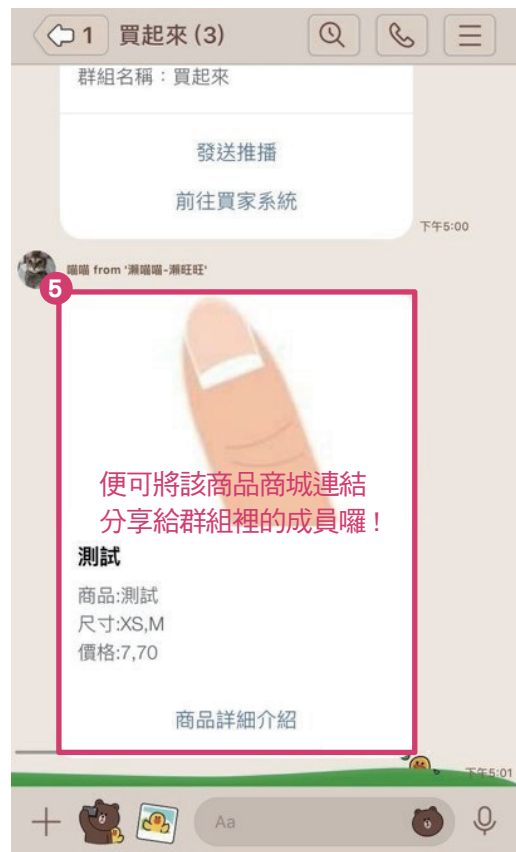 1 買起來 (3)
群組名稱：買起來
發送推播
前往買家系統
下午5:00
喵喵 from '瀨喵喵-瀨旺旺'
5
便可將該商品商城連結
分享給群組裡的成員囉！
測試
商品:測試
尺寸:XS,M
價格:7,70
商品詳細介紹
下午5:01
Aa